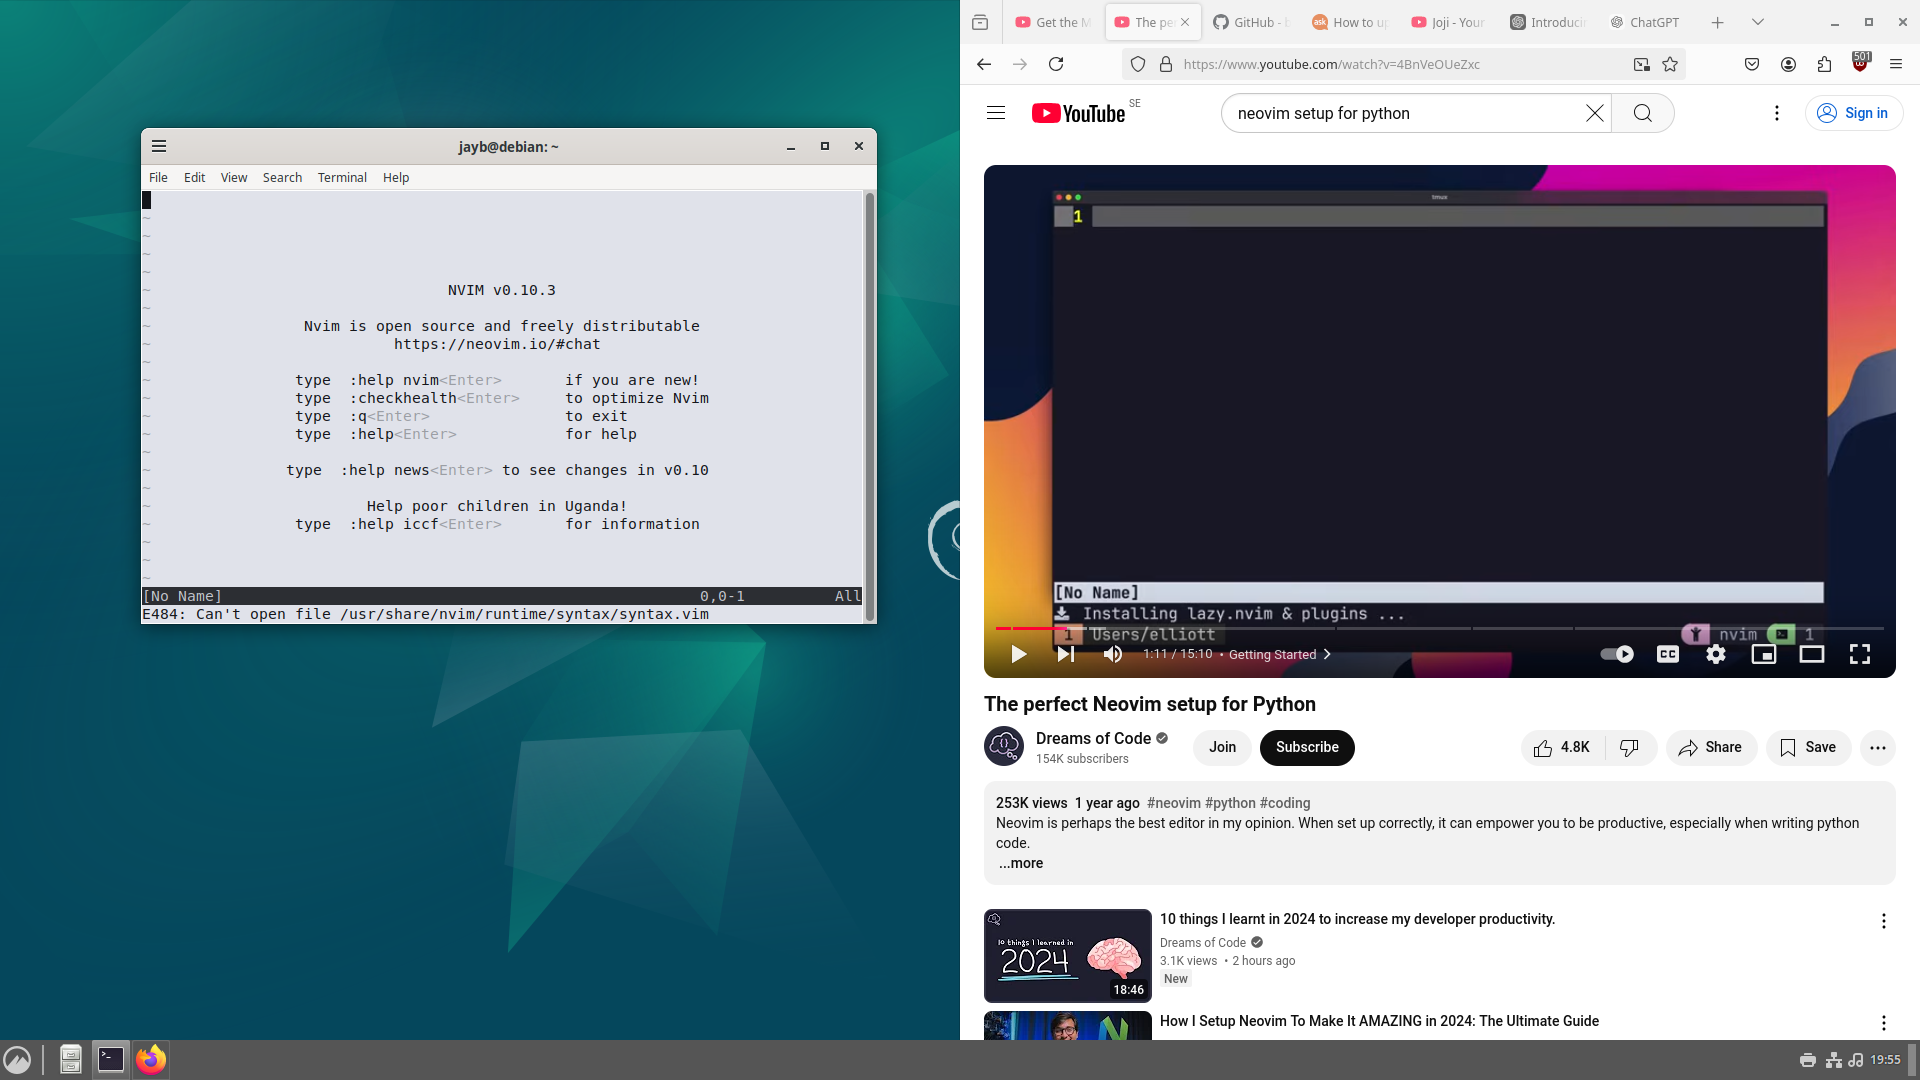 jayb@debian: ~
File Edit View Search Terminal Help
~
~
~
~
~ NVIM v0.10.3
~
~ Nvim is open source and freely distributable
~ https://neovim.io/#chat
~
~ type :help nvim<Enter> if you are new!
~ type :checkhealth<Enter> to optimize Nvim
~ type :q<Enter> to exit
~ type :help<Enter> for help
~
~ type :help news<Enter> to see changes in v0.10
~
~ Help poor children in Uganda!
~ type :help iccf<Enter> for information
~
~
~
[No Name] 0,0-1 All
E484: Can't open file /usr/share/nvim/runtime/syntax/syntax.vim
Get the M
The pe
GitHub - b
ask How to up
Joji - Your
Introducin
ChatGPT
https://www.youtube.com/watch?v=4BnVeOUeZxc
501
YouTube SE
neovim setup for python
Sign in
tmux
1
[No Name]
Installing lazy.nvim & plugins ...
1 Users/elliott nvim 1
1:11 / 15:10 • Getting Started
CC
The perfect Neovim setup for Python
Dreams of Code
154K subscribers
Join Subscribe
4.8K Share Save
253K views 1 year ago #neovim #python #coding
Neovim is perhaps the best editor in my opinion. When set up correctly, it can empower you to be productive, especially when writing python
code.
...more
10 things I learned in
2024
18:46
10 things I learnt in 2024 to increase my developer productivity.
Dreams of Code
3.1K views • 2 hours ago
New
How I Setup Neovim To Make It AMAZING in 2024: The Ultimate Guide
19:55